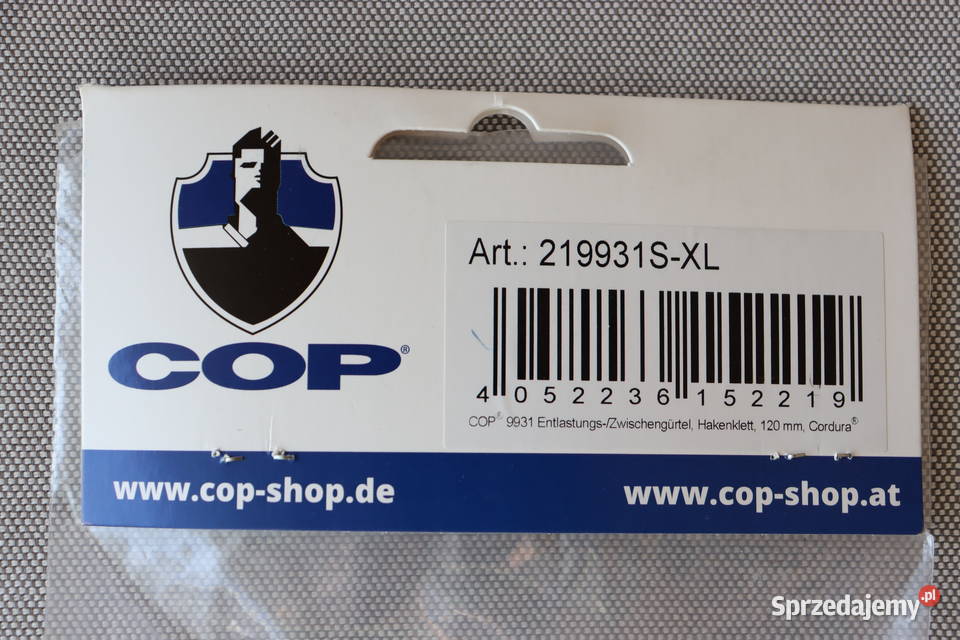 Art.: 219931S-XL
4 052236 152219
COP® 9931 Entlastungs-/Zwischengürtel, Hakenklett, 120 mm, Cordura®
COP®
www.cop-shop.de
www.cop-shop.at
Sprzedajemy.pl